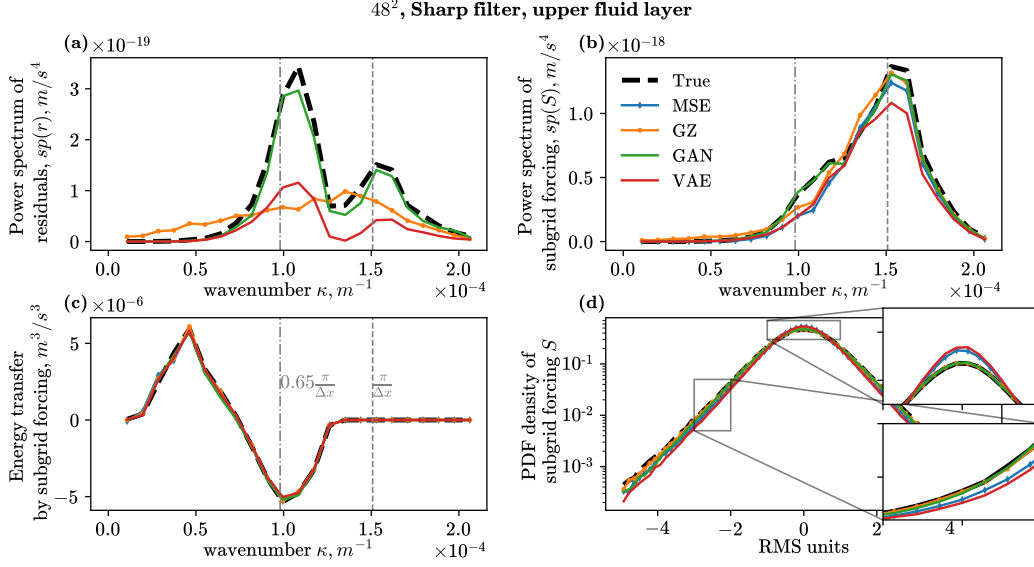 48², Sharp filter, upper fluid layer
(a) ×10⁻¹⁹
Power spectrum of
residuals, sp(r), m/s⁴
3
2
1
0
0.0 0.5 1.0 1.5 2.0
wavenumber κ, m⁻¹ ×10⁻⁴
(b) ×10⁻¹⁸
Power spectrum of
subgrid forcing, sp(S), m/s⁴
1.0
0.5
0.0
True
MSE
GZ
GAN
VAE
0.0 0.5 1.0 1.5 2.0
wavenumber κ, m⁻¹ ×10⁻⁴
(c) ×10⁻⁶
Energy transfer
by subgrid forcing, m³/s³
5
0
−5
0.65 π/Δx
π/Δx
0.0 0.5 1.0 1.5 2.0
wavenumber κ, m⁻¹ ×10⁻⁴
(d)
PDF density of
subgrid forcing S
10⁻¹
10⁻²
10⁻³
−4 −2 0 2 4
RMS units